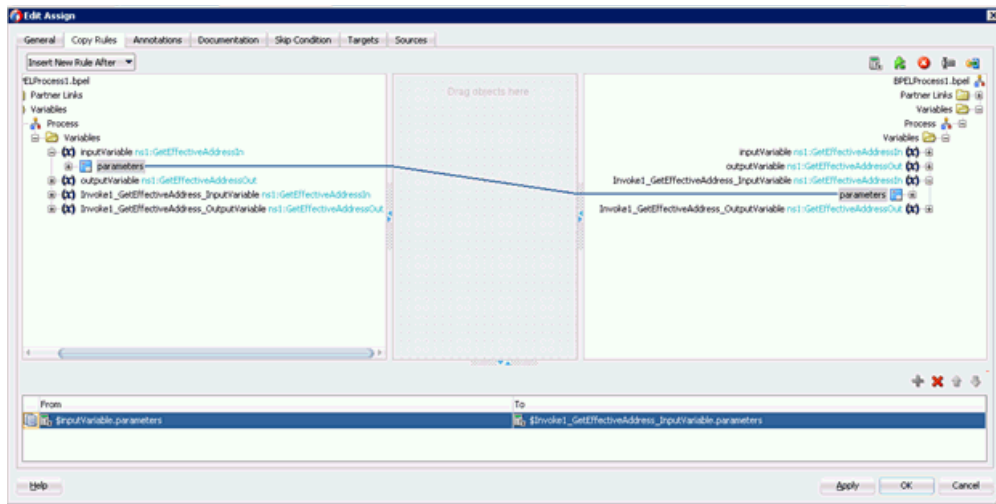 Edit Assign
General Copy Rules Annotations Documentation Skip Condition Targets Sources
Insert New Rule After
ELProcess1.bpel
Partner Links
Variables
Process
Variables
inputVariable ns1:GetEffectiveAddressIn
parameters
outputVariable ns1:GetEffectiveAddressOut
Invoke1_GetEffectiveAddress_InputVariable ns1:GetEffectiveAddressIn
Invoke1_GetEffectiveAddress_OutputVariable ns1:GetEffectiveAddressOut
Drag objects here
BPELProcess1.bpel
Partner Links
Variables
Process
Variables
inputVariable ns1:GetEffectiveAddressIn
outputVariable ns1:GetEffectiveAddressOut
Invoke1_GetEffectiveAddress_InputVariable ns1:GetEffectiveAddressIn
parameters
Invoke1_GetEffectiveAddress_OutputVariable ns1:GetEffectiveAddressOut
From To
$inputVariable.parameters $Invoke1_GetEffectiveAddress_InputVariable.parameters
Help Apply OK Cancel